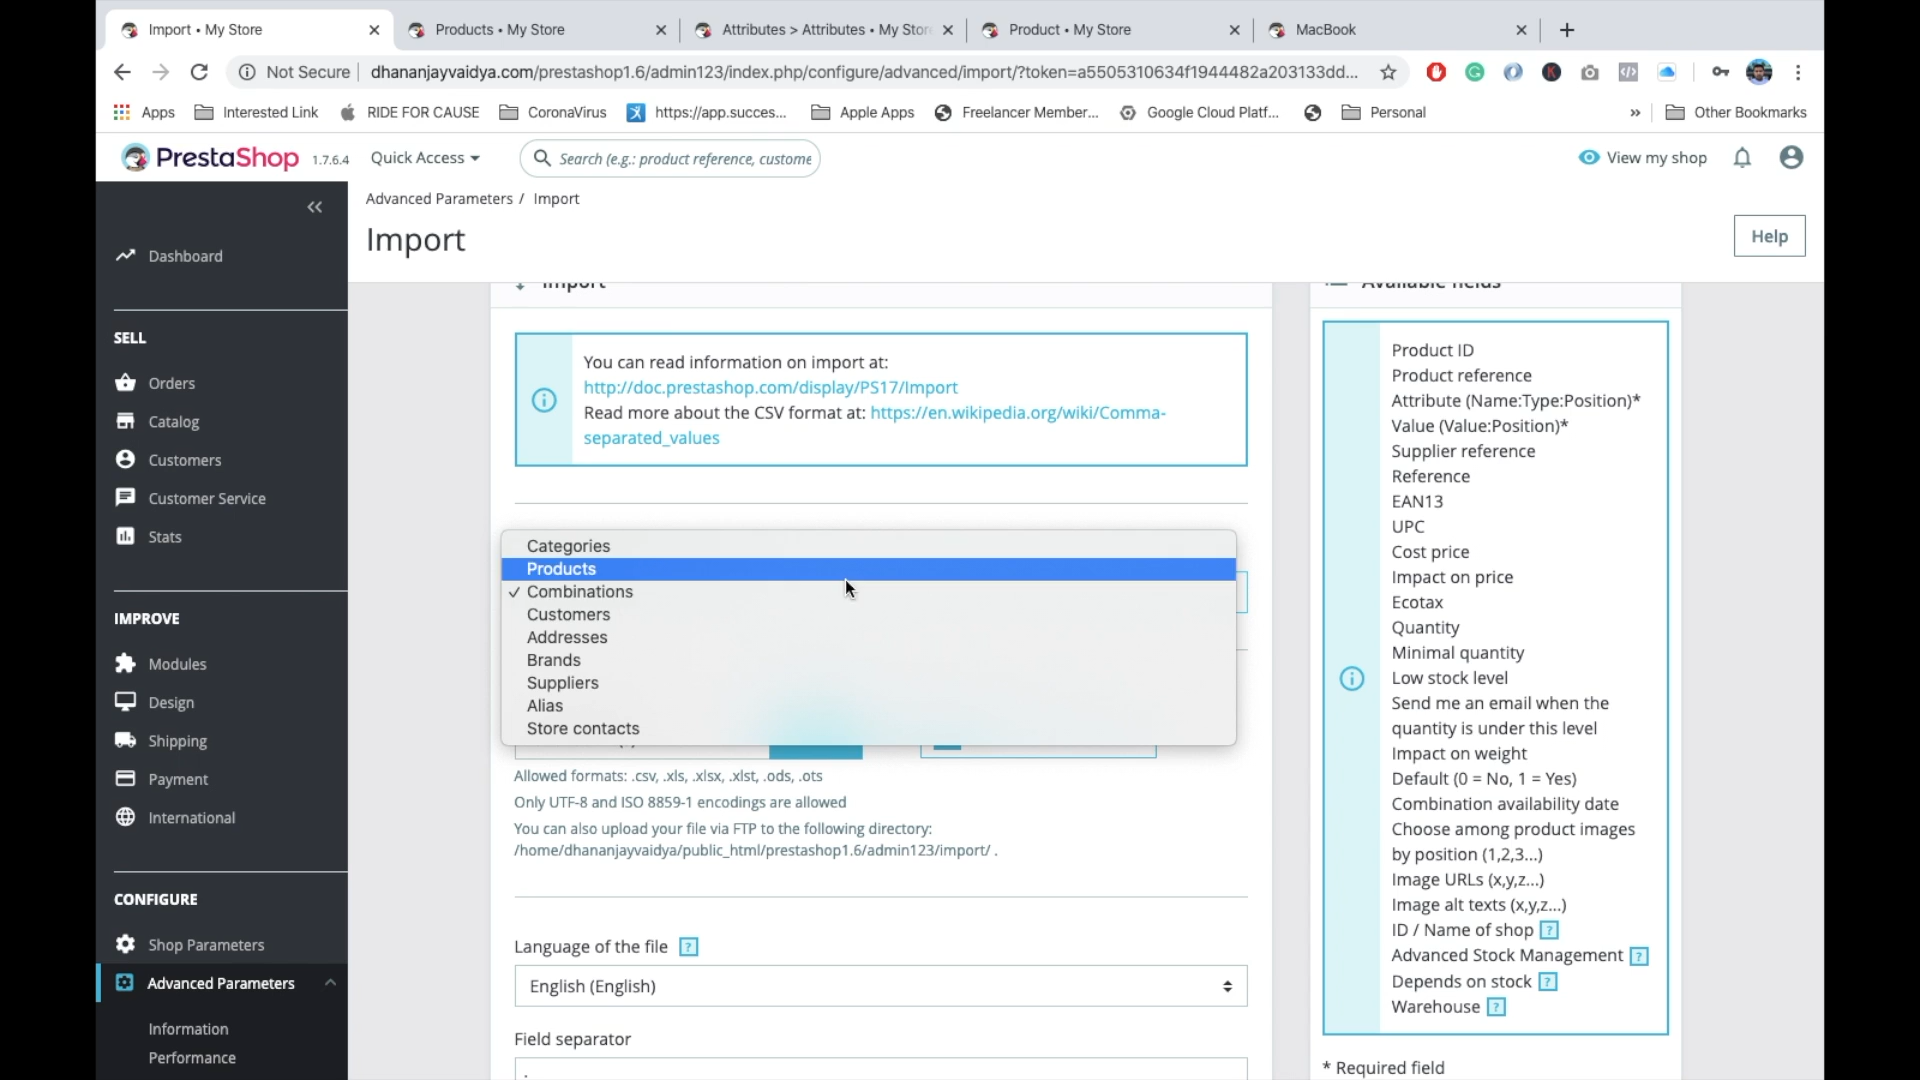 Import • My Store
Products • My Store
Attributes > Attributes • My Store
Product • My Store
MacBook
Not Secure
dhananjayvaidya.com/prestashop1.6/admin123/index.php/configure/advanced/import/?token=a5505310634f1944482a203133dd...
Apps
Interested Link
RIDE FOR CAUSE
CoronaVirus
https://app.succes...
Apple Apps
Freelancer Member...
Google Cloud Platf...
Personal
»
Other Bookmarks
PrestaShop
1.7.6.4
Quick Access
Search (e.g.: product reference, custome
View my shop
Advanced Parameters / Import
Import
Help
Dashboard
SELL
Orders
Catalog
Customers
Customer Service
Stats
IMPROVE
Modules
Design
Shipping
Payment
International
CONFIGURE
Shop Parameters
Advanced Parameters
Information
Performance
Import
You can read information on import at:
http://doc.prestashop.com/display/PS17/Import
Read more about the CSV format at: https://en.wikipedia.org/wiki/Comma-
separated_values
Categories
Products
✓ Combinations
Customers
Addresses
Brands
Suppliers
Alias
Store contacts
Allowed formats: .csv, .xls, .xlsx, .xlst, .ods, .ots
Only UTF-8 and ISO 8859-1 encodings are allowed
You can also upload your file via FTP to the following directory:
/home/dhananjayvaidya/public_html/prestashop1.6/admin123/import/ .
Language of the file ?
English (English)
Field separator
Available fields
Product ID
Product reference
Attribute (Name:Type:Position)*
Value (Value:Position)*
Supplier reference
Reference
EAN13
UPC
Cost price
Impact on price
Ecotax
Quantity
Minimal quantity
Low stock level
Send me an email when the
quantity is under this level
Impact on weight
Default (0 = No, 1 = Yes)
Combination availability date
Choose among product images
by position (1,2,3...)
Image URLs (x,y,z...)
Image alt texts (x,y,z...)
ID / Name of shop ?
Advanced Stock Management ?
Depends on stock ?
Warehouse ?
* Required field